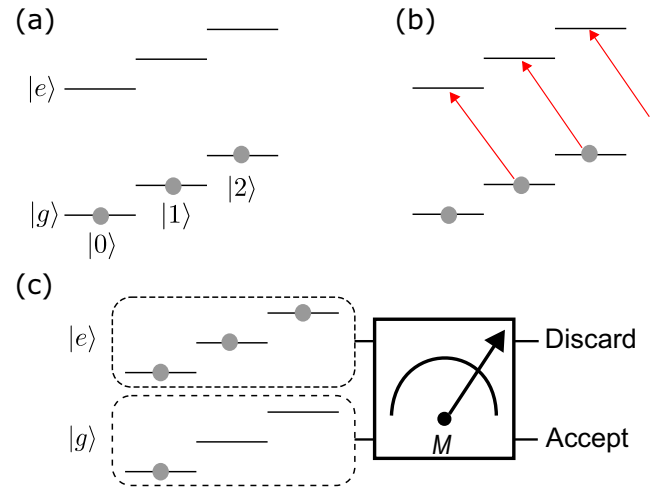 (a) (b)
|e⟩
|g⟩
|0⟩ |1⟩ |2⟩
(c)
|e⟩ Discard
|g⟩ M Accept